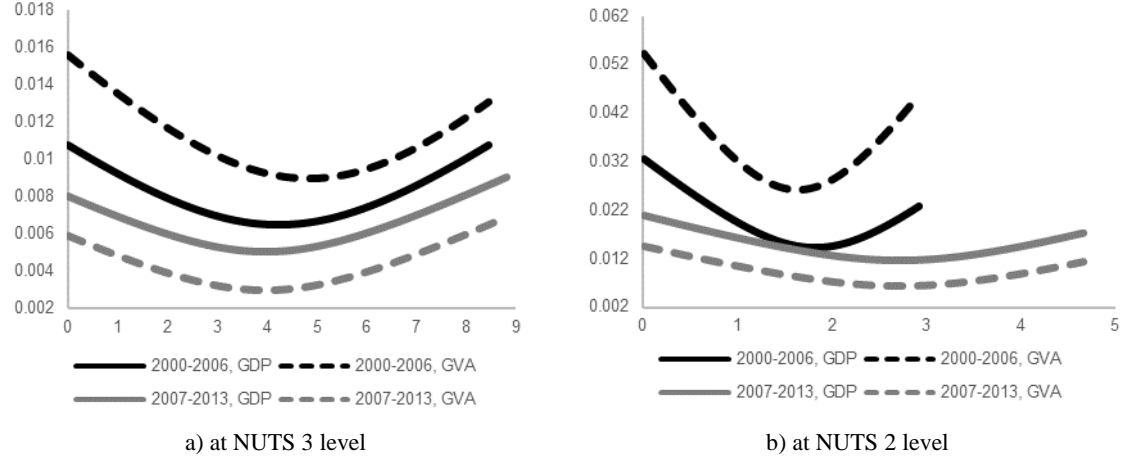 0.018
0.016
0.014
0.012
0.01
0.008
0.006
0.004
0.002
0 1 2 3 4 5 6 7 8 9
2000-2006, GDP 2000-2006, GVA
2007-2013, GDP 2007-2013, GVA
a) at NUTS 3 level
0.062
0.052
0.042
0.032
0.022
0.012
0.002
0 1 2 3 4 5
2000-2006, GDP 2000-2006, GVA
2007-2013, GDP 2007-2013, GVA
b) at NUTS 2 level